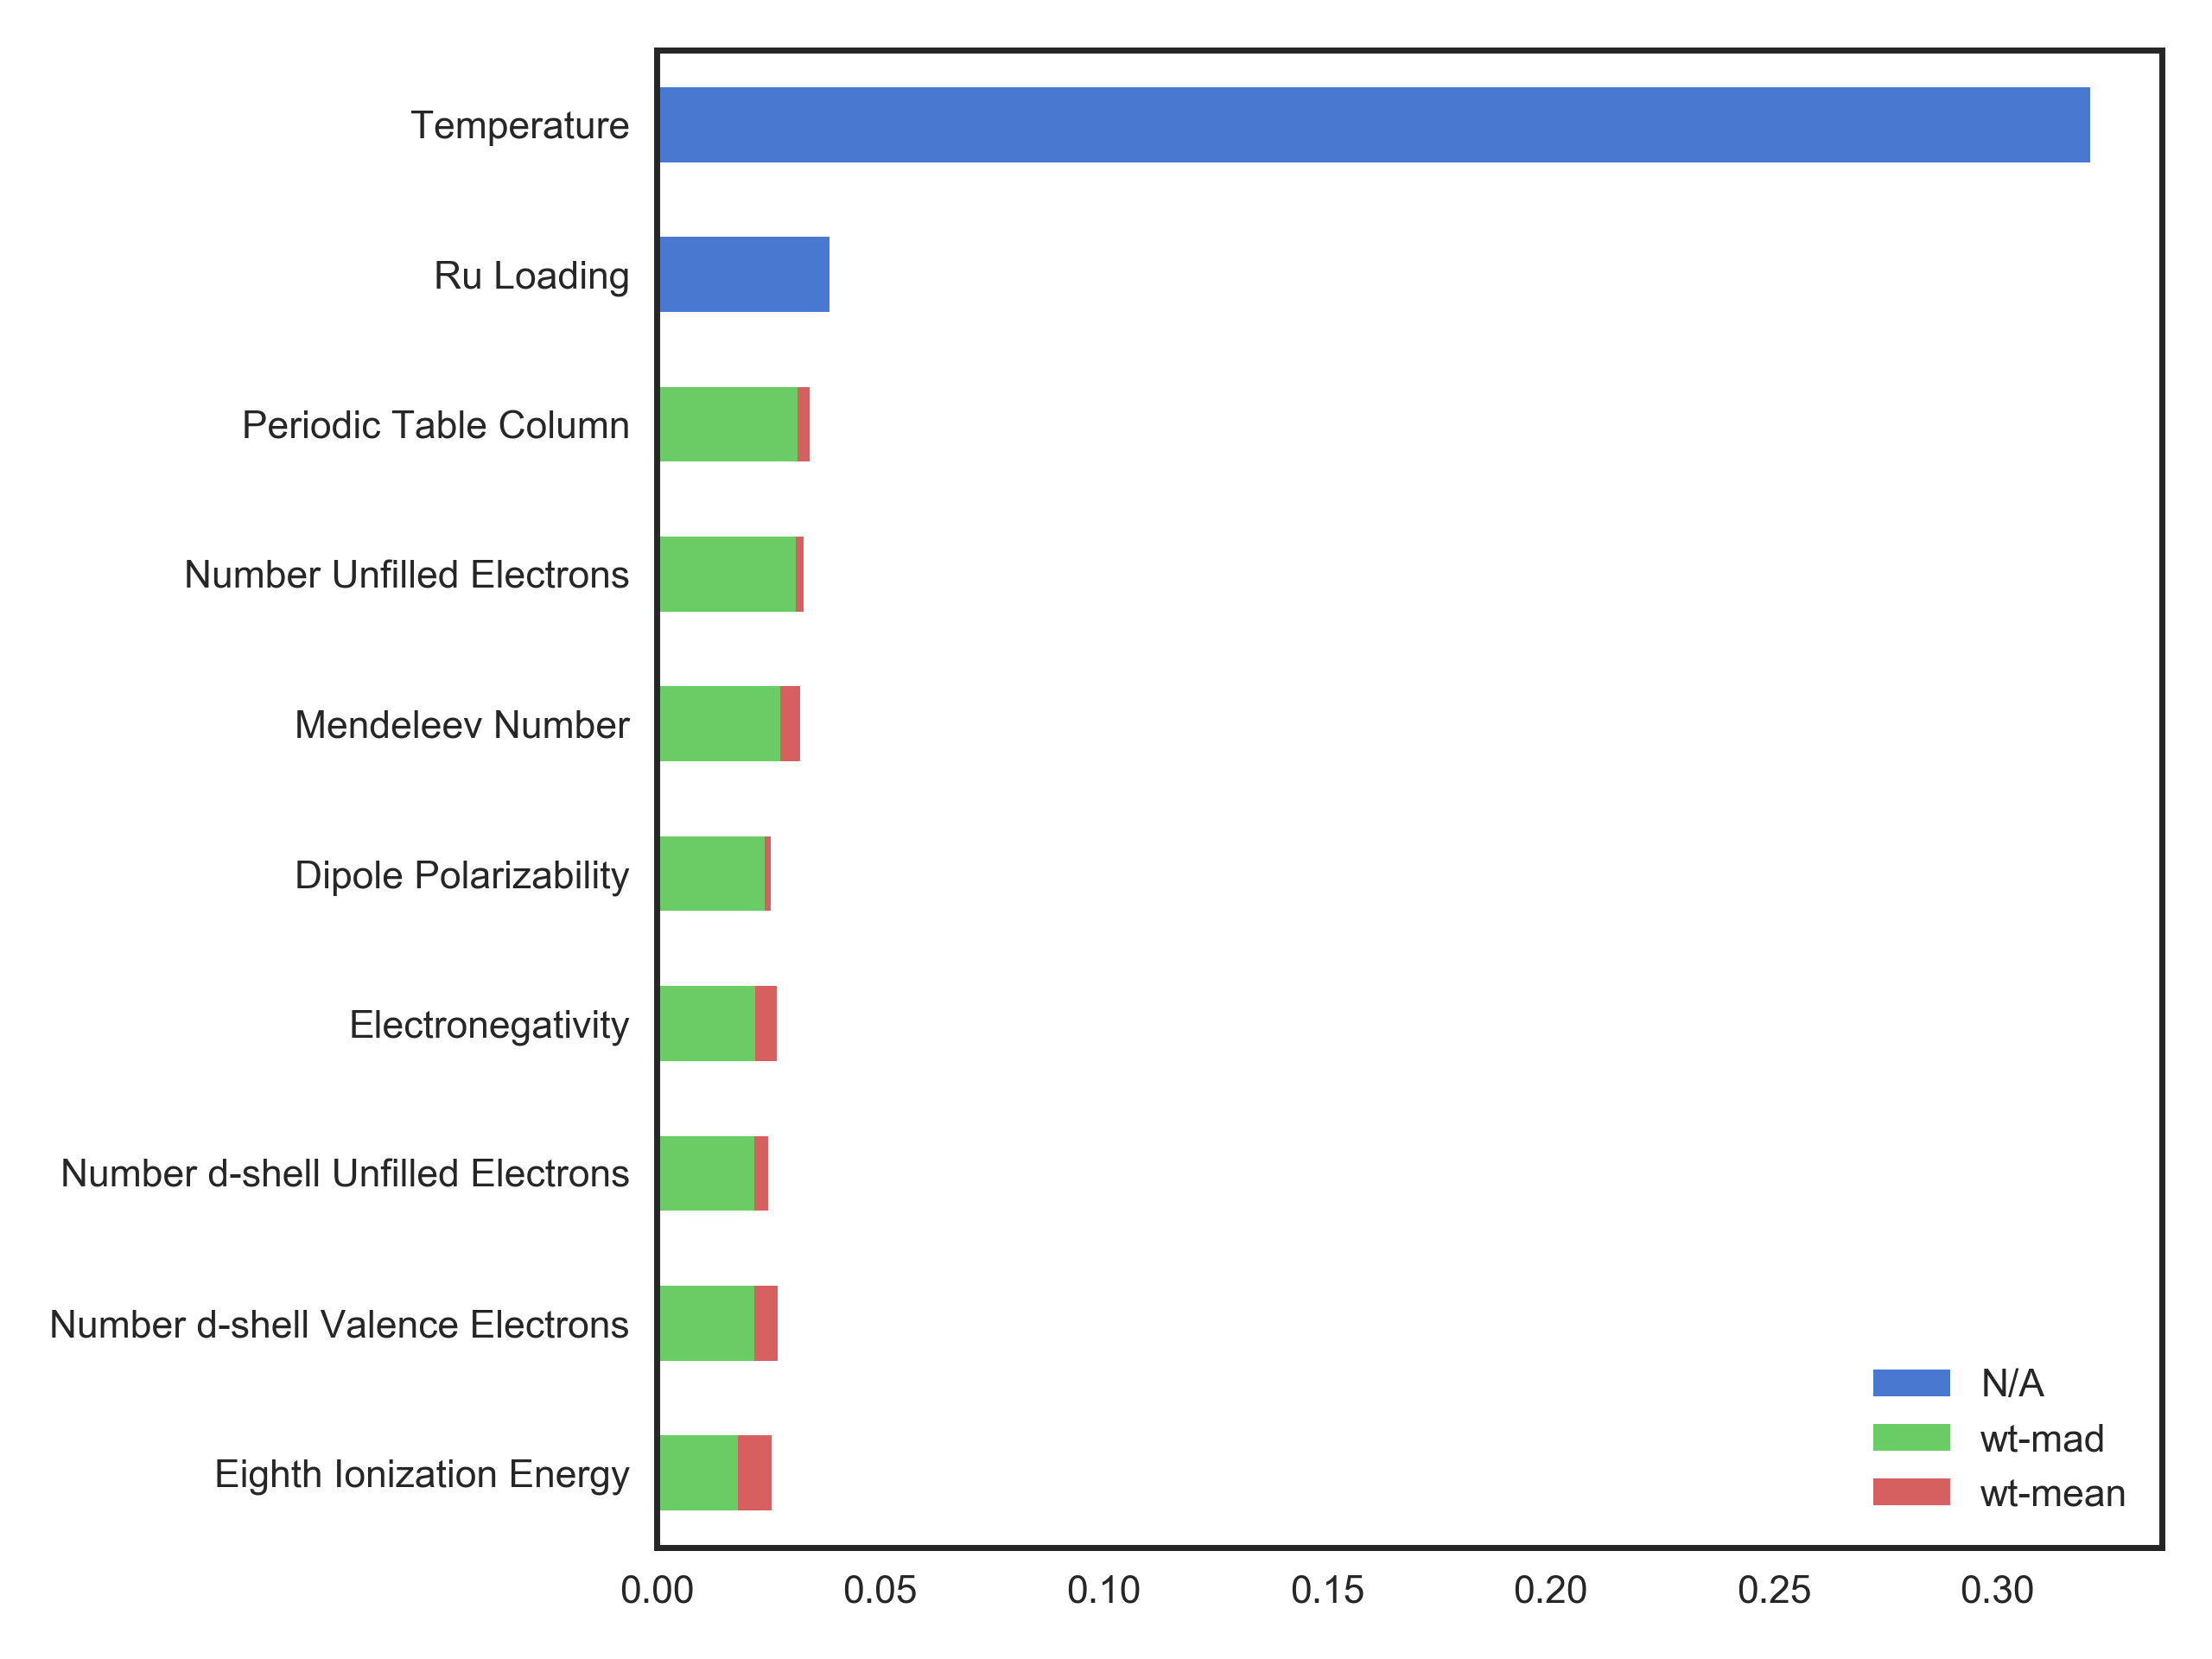 Temperature
Ru Loading
Periodic Table Column
Number Unfilled Electrons
Mendeleev Number
Dipole Polarizability
Electronegativity
Number d-shell Unfilled Electrons
Number d-shell Valence Electrons
Eighth Ionization Energy
N/A
wt-mad
wt-mean
0.00 0.05 0.10 0.15 0.20 0.25 0.30